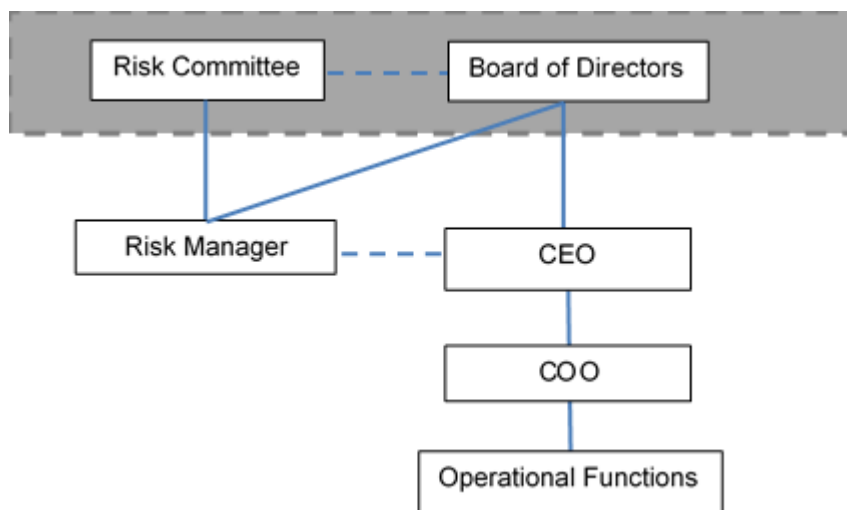 Risk Committee
Board of Directors
Risk Manager
CEO
COO
Operational Functions